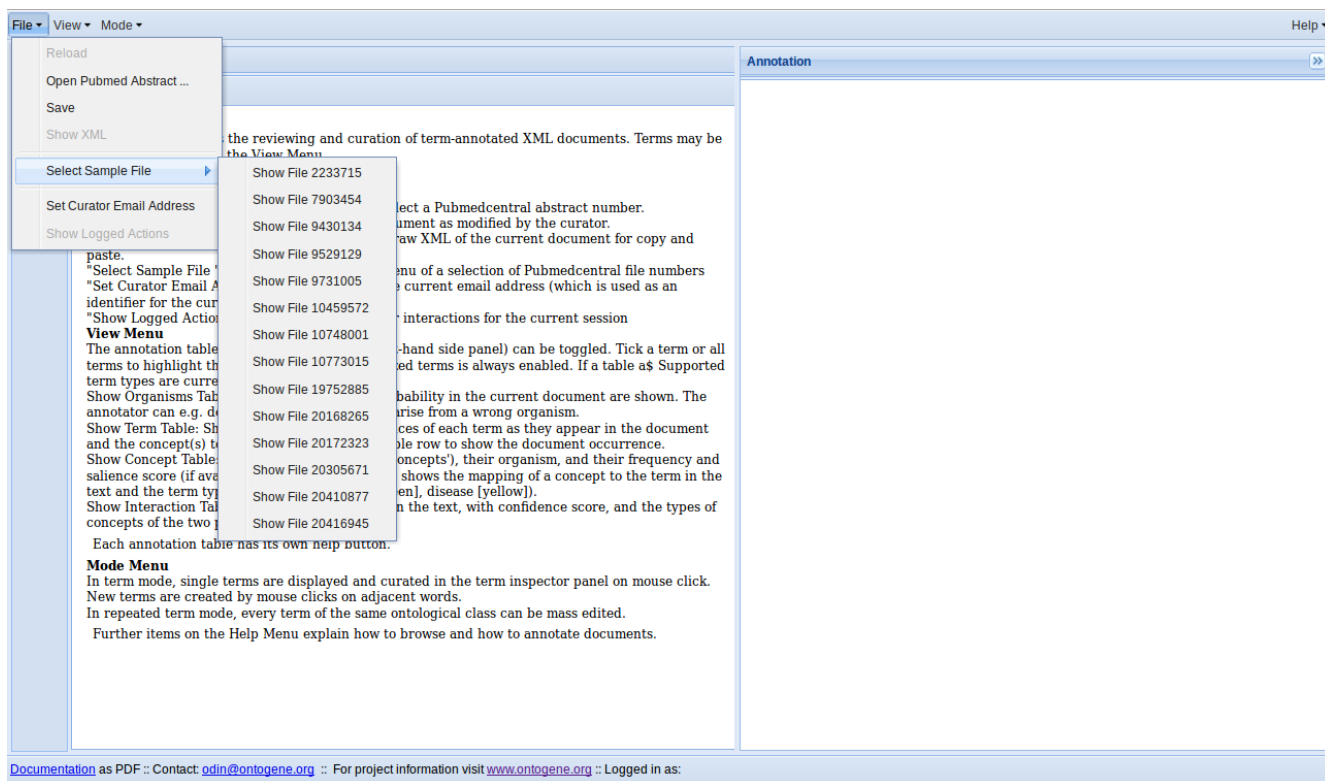 File View Mode Help
Reload
Open Pubmed Abstract ...
Save
Show XML
Select Sample File
Set Curator Email Address
Show Logged Actions
Show File 2233715
Show File 7903454
Show File 9430134
Show File 9529129
Show File 9731005
Show File 10459572
Show File 10748001
Show File 10773015
Show File 19752885
Show File 20168265
Show File 20172323
Show File 20305671
Show File 20410877
Show File 20416945
Annotation
the reviewing and curation of term-annotated XML documents. Terms may be
the View Menu
lect a Pubmedcentral abstract number.
ument as modified by the curator.
raw XML of the current document for copy and
paste.
"Select Sample File " enu of a selection of Pubmedcentral file numbers
"Set Curator Email A e current email address (which is used as an
identifier for the cur
"Show Logged Action r interactions for the current session
View Menu
The annotation table -hand side panel) can be toggled. Tick a term or all
terms to highlight th zed terms is always enabled. If a table a$ Supported
term types are curre
Show Organisms Tab bability in the current document are shown. The
annotator can e.g. de arise from a wrong organism.
Show Term Table: Sh ces of each term as they appear in the document
and the concept(s) to ble row to show the document occurrence.
Show Concept Table: oncepts'), their organism, and their frequency and
salience score (if ava shows the mapping of a concept to the term in the
text and the term typ en], disease [yellow]).
Show Interaction Tab n the text, with confidence score, and the types of
concepts of the two p
Each annotation table has its own help button.
Mode Menu
In term mode, single terms are displayed and curated in the term inspector panel on mouse click.
New terms are created by mouse clicks on adjacent words.
In repeated term mode, every term of the same ontological class can be mass edited.
Further items on the Help Menu explain how to browse and how to annotate documents.
Documentation as PDF :: Contact: odin@ontogene.org :: For project information visit www.ontogene.org :: Logged in as: